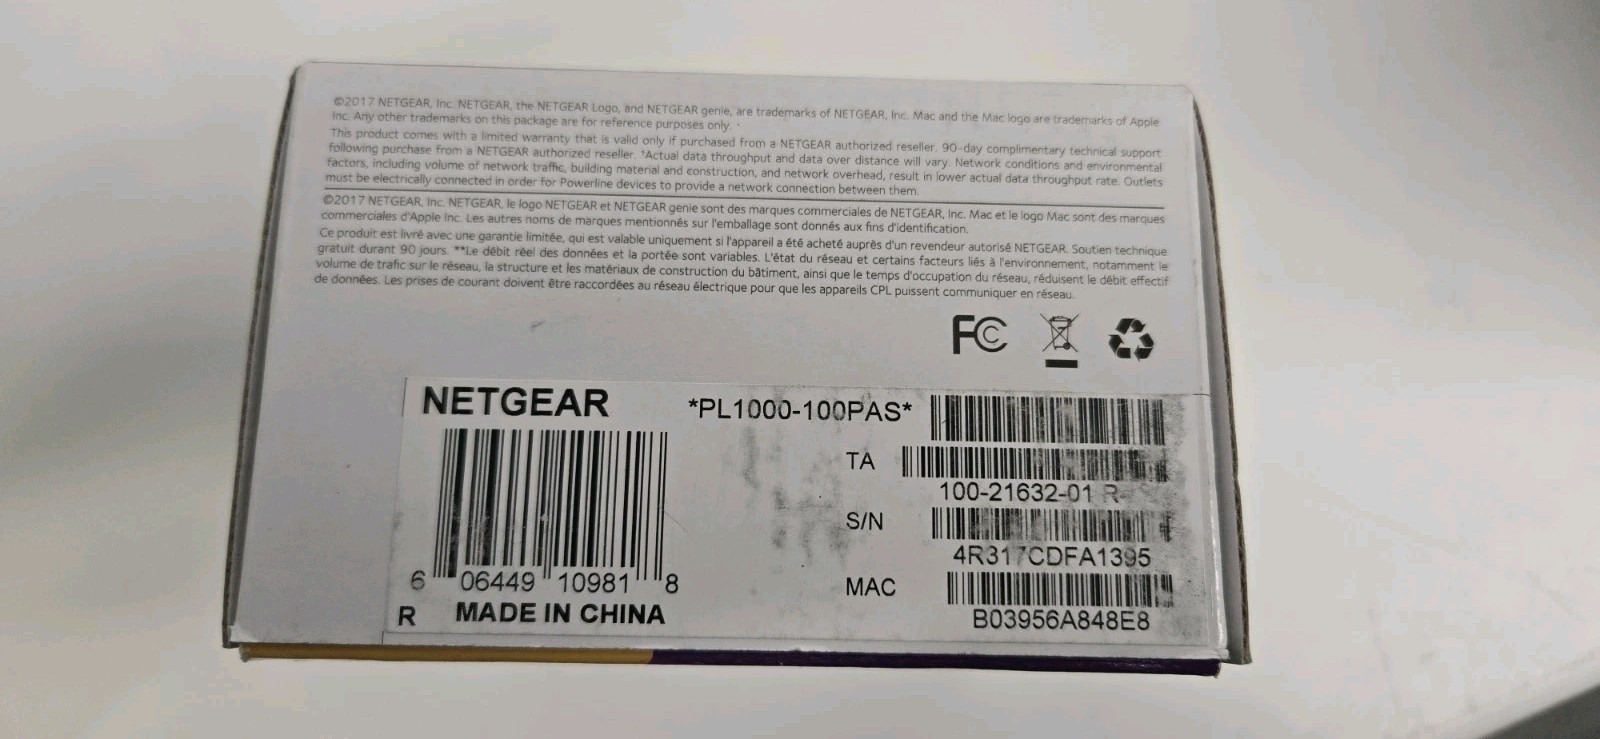 ©2017 NETGEAR, Inc. NETGEAR, the NETGEAR Logo, and NETGEAR genie, are trademarks of NETGEAR, Inc. Mac and the Mac logo are trademarks of Apple
Inc. Any other trademarks on this package are for reference purposes only.
This product comes with a limited warranty that is valid only if purchased from a NETGEAR authorized reseller. 90-day complimentary technical support
following purchase from a NETGEAR authorized reseller. *Actual data throughput and data over distance will vary. Network conditions and environmental
factors, including volume of network traffic, building material and construction, and network overhead, result in lower actual data throughput rate. Outlets
must be electrically connected in order for Powerline devices to provide a network connection between them.
©2017 NETGEAR, Inc. NETGEAR, le logo NETGEAR et NETGEAR genie sont des marques commerciales de NETGEAR, Inc. Mac et le logo Mac sont des marques
commerciales d'Apple Inc. Les autres noms de marques mentionnés sur l'emballage sont donnés aux fins d'identification.
Ce produit est livré avec une garantie limitée, qui est valable uniquement si l'appareil a été acheté auprès d'un revendeur autorisé NETGEAR. Soutien technique
gratuit durant 90 jours. **Le débit réel des données et la portée sont variables. L'état du réseau et certains facteurs liés à l'environnement, notamment le
volume de trafic sur le réseau, la structure et les matériaux de construction du bâtiment, ainsi que le temps d'occupation du réseau, réduisent le débit effectif
de données. Les prises de courant doivent être raccordées au réseau électrique pour que les appareils CPL puissent communiquer en réseau.
FC
NETGEAR
*PL1000-100PAS*
TA
100-21632-01
S/N
4R317CDFA1395
MAC
B03956A848E8
6 06449 10981 8
R MADE IN CHINA